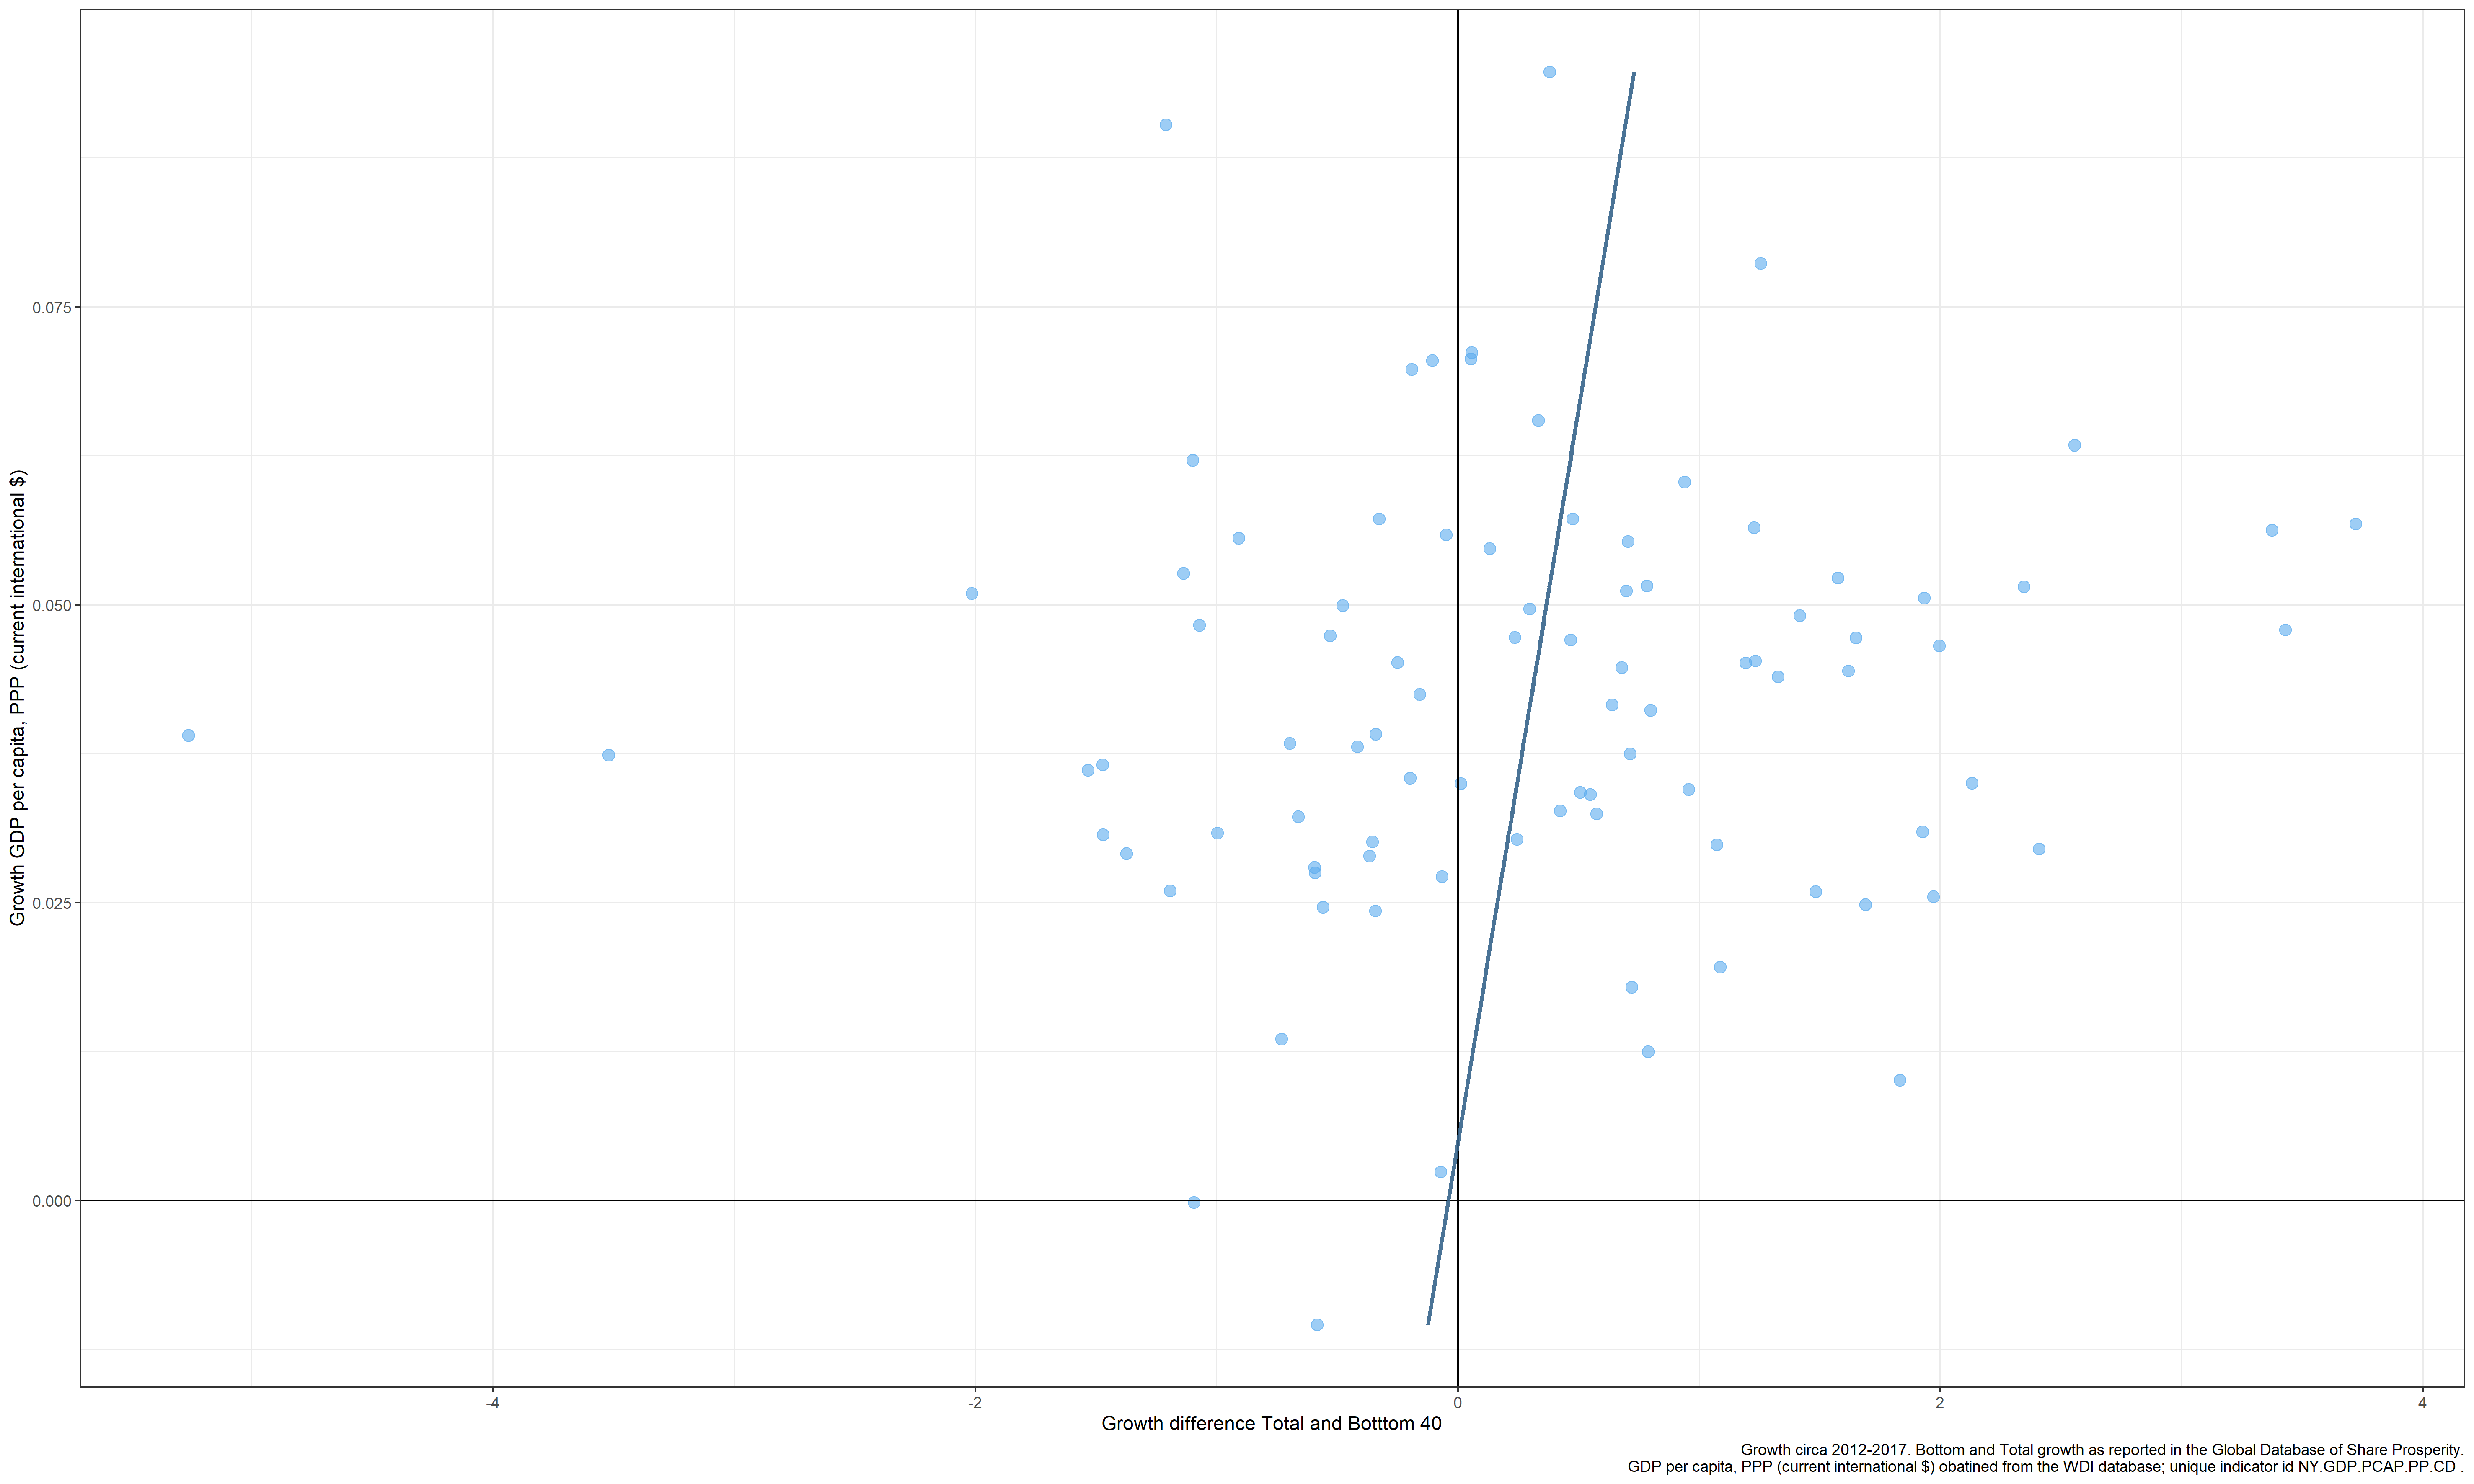 Growth GDP per capita, PPP (current international $)
0.075
0.050
0.025
0.000
-4
-2
0
2
4
Growth difference Total and Botttom 40
Growth circa 2012-2017. Bottom and Total growth as reported in the Global Database of Share Prosperity.
GDP per capita, PPP (current international $) obatined from the WDI database; unique indicator id NY.GDP.PCAP.PP.CD .